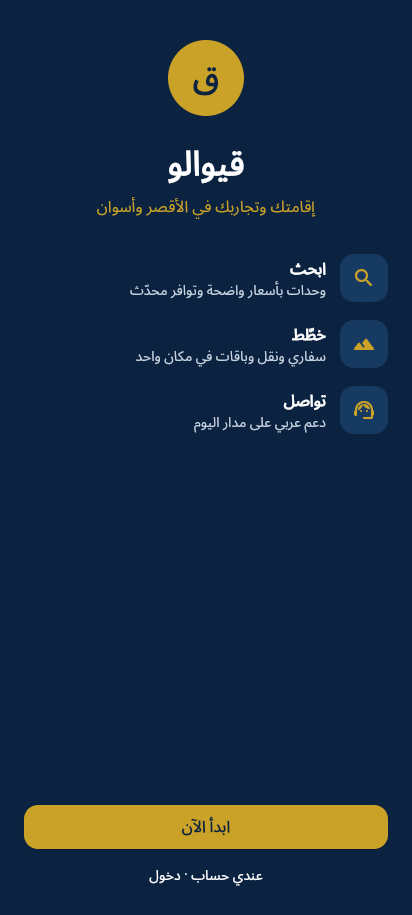 ق
قيوالو
إقامتك وتجاربك في الأقصر وأسوان
ابحث
وحدات بأسعار واضحة وتوافر محدّث
خطّط
سفاري ونقل وباقات في مكان واحد
تواصل
دعم عربي على مدار اليوم
ابدأ الآن
عندي حساب · دخول